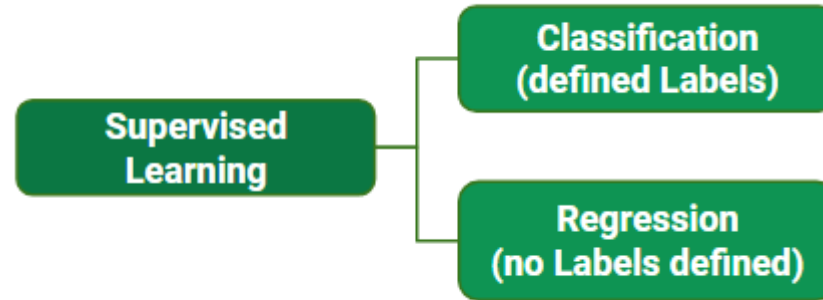 Supervised
Learning
Classification
(defined Labels)
Regression
(no Labels defined)